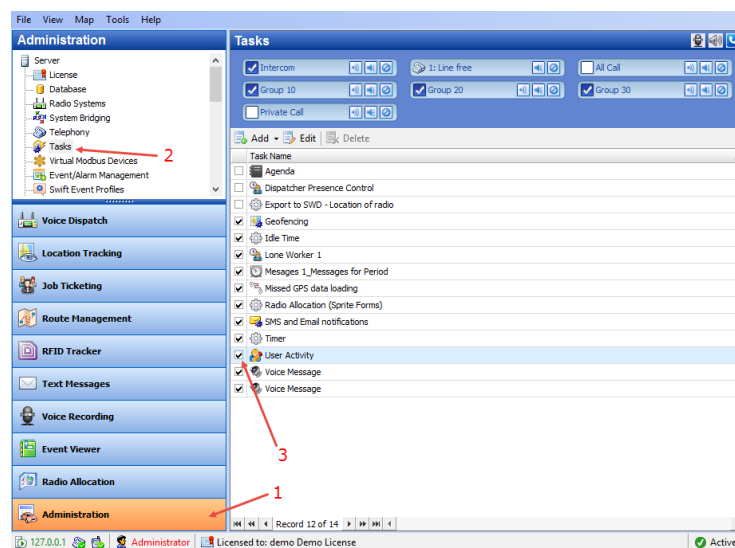 File View Map Tools Help
Administration
Server
License
Database
Radio Systems
System Bridging
Telephony
Tasks
2
Virtual Modbus Devices
Event/Alarm Management
Swift Event Profiles
Voice Dispatch
Location Tracking
Job Ticketing
Route Management
RFID Tracker
Text Messages
Voice Recording
Event Viewer
Radio Allocation
Administration
1
Tasks
Intercom
1: Line free
All Call
Group 10
Group 20
Group 30
Private Call
Add Edit Delete
Task Name
Agenda
Dispatcher Presence Control
Export to SWD - Location of radio
Geofencing
Idle Time
Lone Worker 1
Mesages 1_Messages for Period
Missed GPS data loading
Radio Allocation (Sprite Forms)
SMS and Email notifications
Timer
User Activity
Voice Message
Voice Message
3
Record 12 of 14
127.0.0.1 Administrator Licensed to: demo Demo License Active